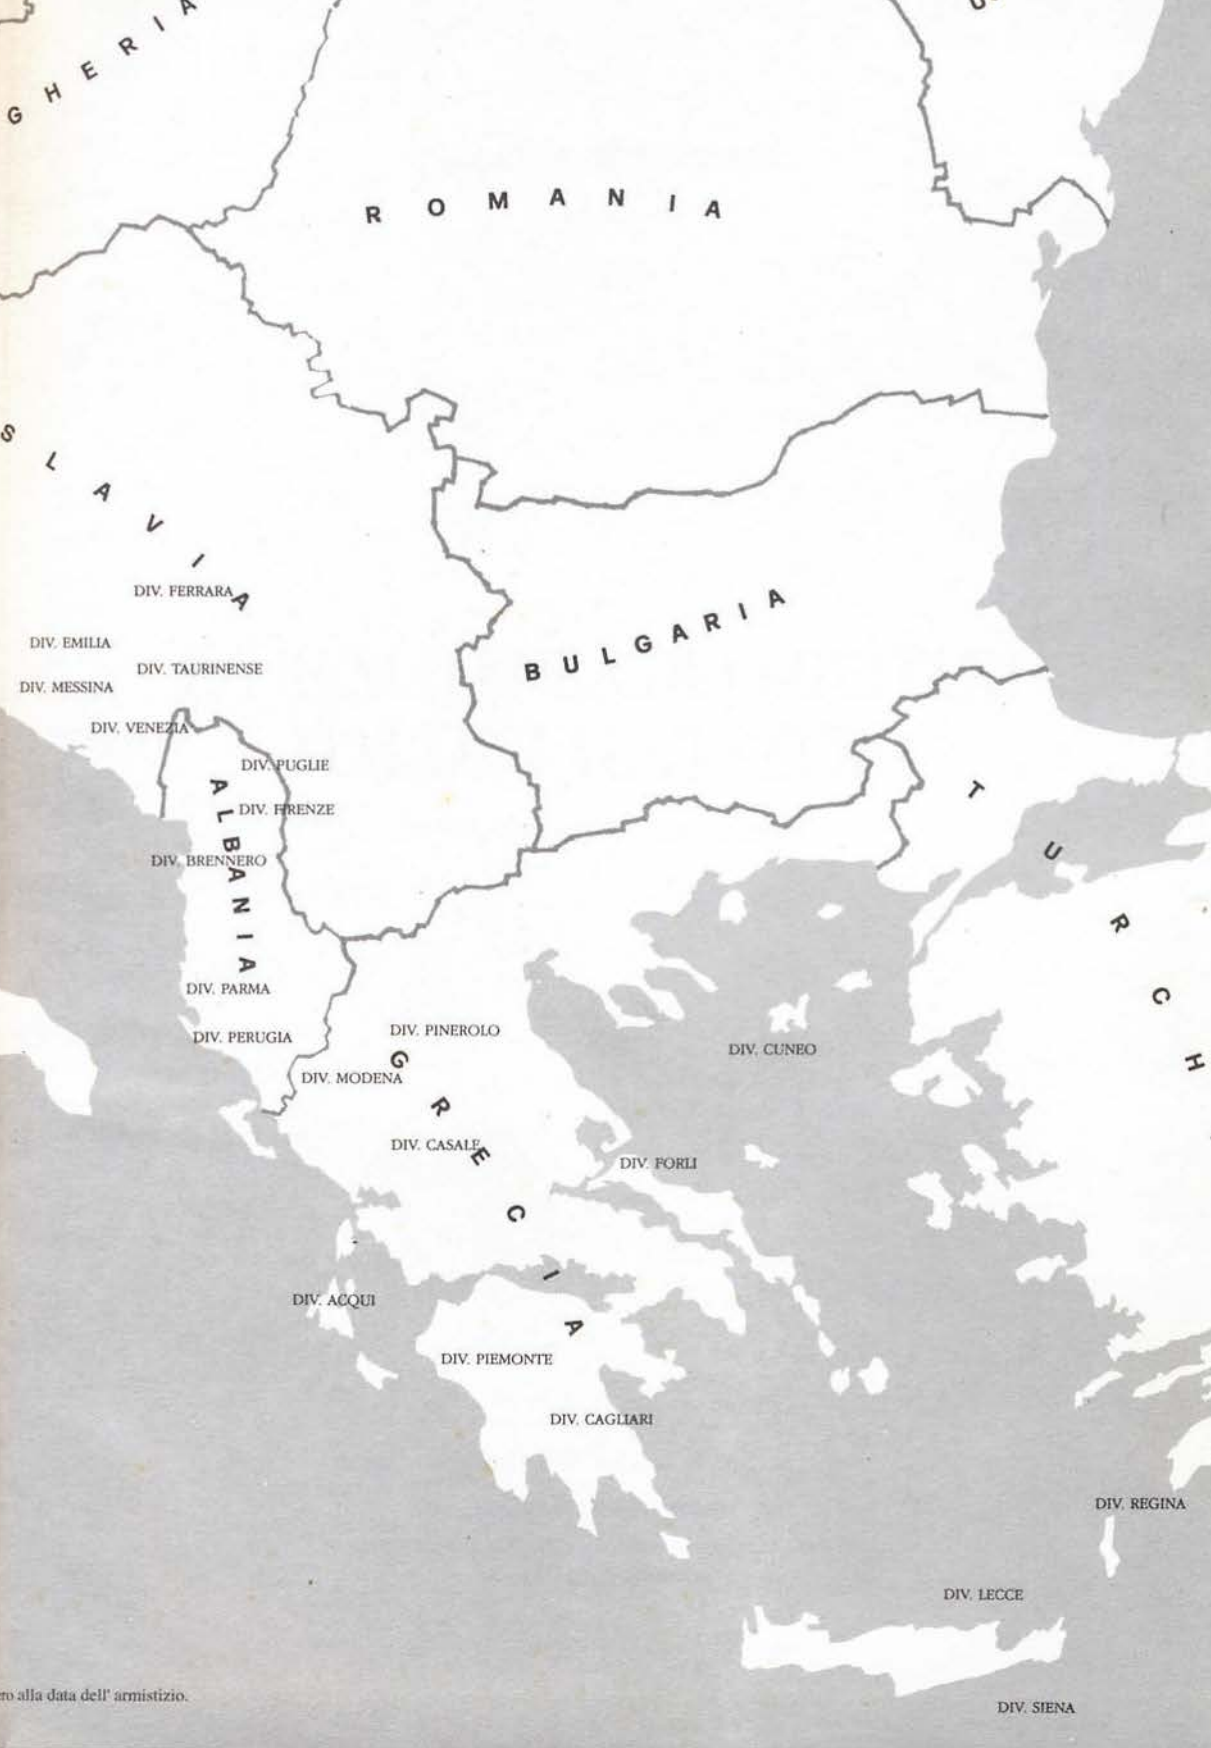 GHERIA
ROMANIA
SLAVIA
DIV. FERRARA
DIV. EMILIA
DIV. TAURINENSE
DIV. MESSINA
DIV. VENEZIA
BULGARIA
DIV. PUGLIE
DIV. FIRENZE
ALBANIA
DIV. BRENNERO
TURCH
DIV. PARMA
DIV. PERUGIA
DIV. PINEROLO
DIV. CUNEO
GRECIA
DIV. MODENA
DIV. CASALE
DIV. FORLI
DIV. ACQUI
DIV. PIEMONTE
DIV. CAGLIARI
DIV. REGINA
DIV. LECCE
ro alla data dell' armistizio.
DIV. SIENA